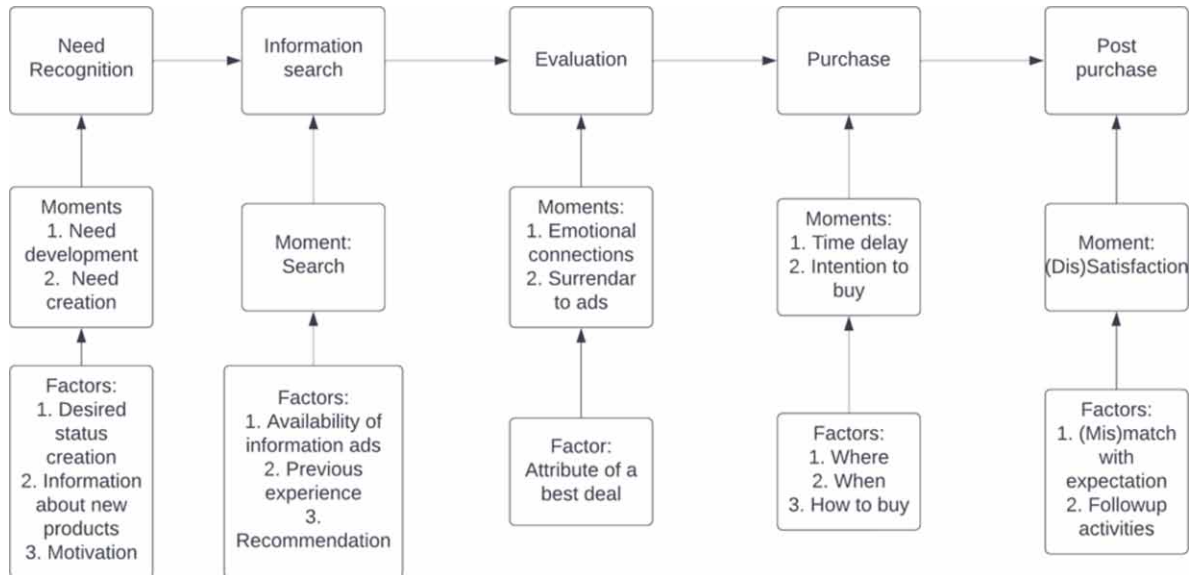 Need
Recognition
Information
search
Evaluation
Purchase
Post
purchase
Moments
1. Need
development
2. Need
creation
Moment:
Search
Moments:
1. Emotional
connections
2. Surrendar
to ads
Moments:
1. Time delay
2. Intention to
buy
Moment:
(Dis)Satisfaction
Factors:
1. Desired
status
creation
2. Information
about new
products
3. Motivation
Factors:
1. Availability of
information ads
2. Previous
experience
3.
Recommendation
Factor:
Attribute of a
best deal
Factors:
1. Where
2. When
3. How to buy
Factors:
1. (Mis)match
with
expectation
2. Followup
activities